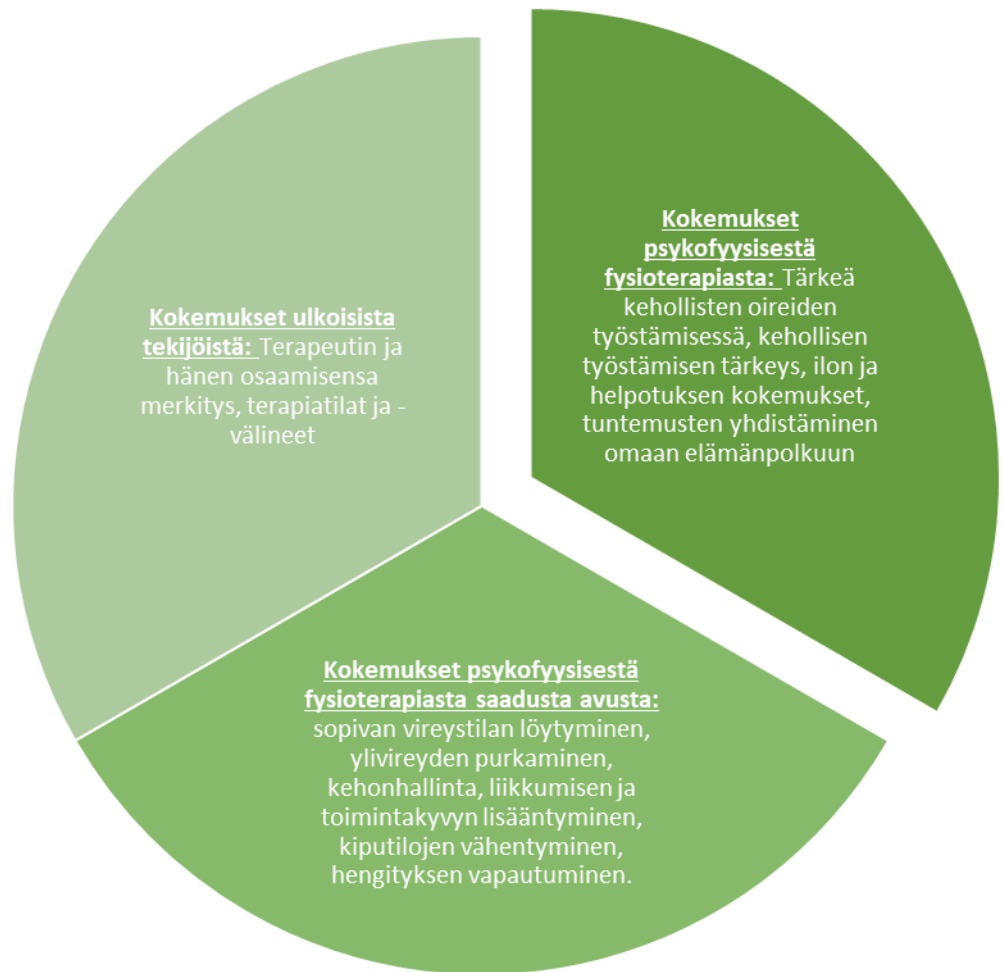 Kokemukset
psykofyysisestä
fysioterapiasta: Tärkeä
kehollisten oireiden
työstämisessä, kehollisen
työstämisen tärkeys, ilon ja
helpotuksen kokemukset,
tuntemusten yhdistäminen
omaan elämänpolkuun
Kokemukset ulkoisista
tekijöistä: Terapeutin ja
hänen osaamisensa
merkitys, terapiatilat ja -
välineet
Kokemukset psykofyysisestä
fysioterapiasta saadusta avusta:
sopivan vireystilan löytyminen,
ylivireyden purkaminen,
kehonhallinta, liikkumisen ja
toimintakyvyn lisääntyminen,
kiputilojen vähentyminen,
hengityksen vapautuminen.